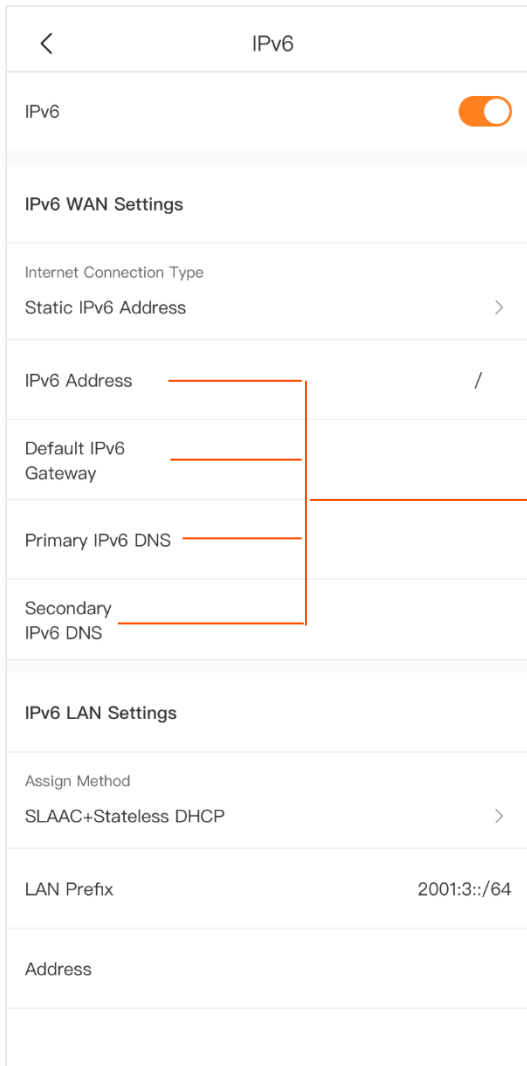 IPv6
IPv6
IPv6 WAN Settings
Internet Connection Type
Static IPv6 Address
IPv6 Address /
Default IPv6
Gateway
Primary IPv6 DNS
Secondary
IPv6 DNS
IPv6 LAN Settings
Assign Method
SLAAC+Stateless DHCP
LAN Prefix 2001:3::/64
Address